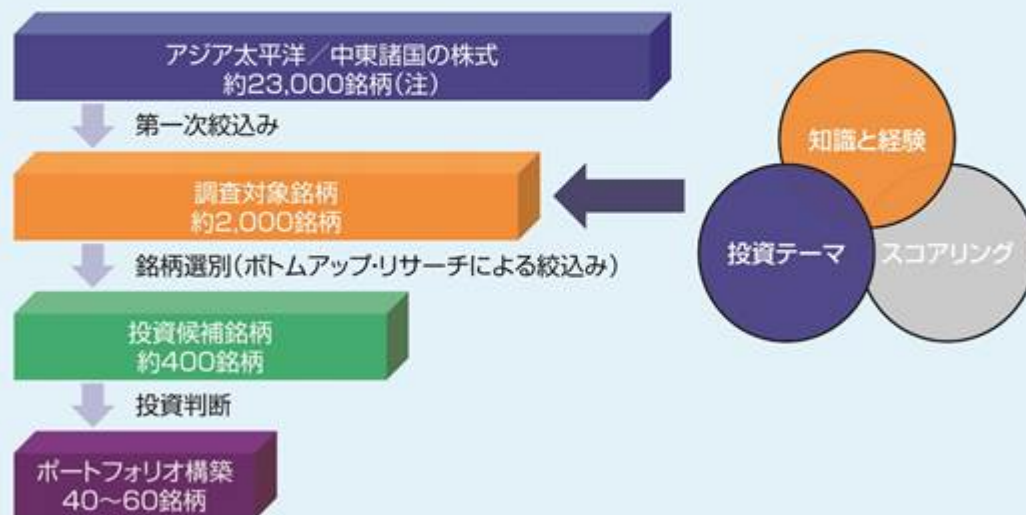 アジア太平洋／中東諸国の株式
約23,000銘柄(注)
第一次絞込み
調査対象銘柄
約2,000銘柄
銘柄選別(ボトムアップ・リサーチによる絞込み)
投資候補銘柄
約400銘柄
投資判断
ポートフォリオ構築
40～60銘柄
知識と経験
投資テーマ
スコアリング